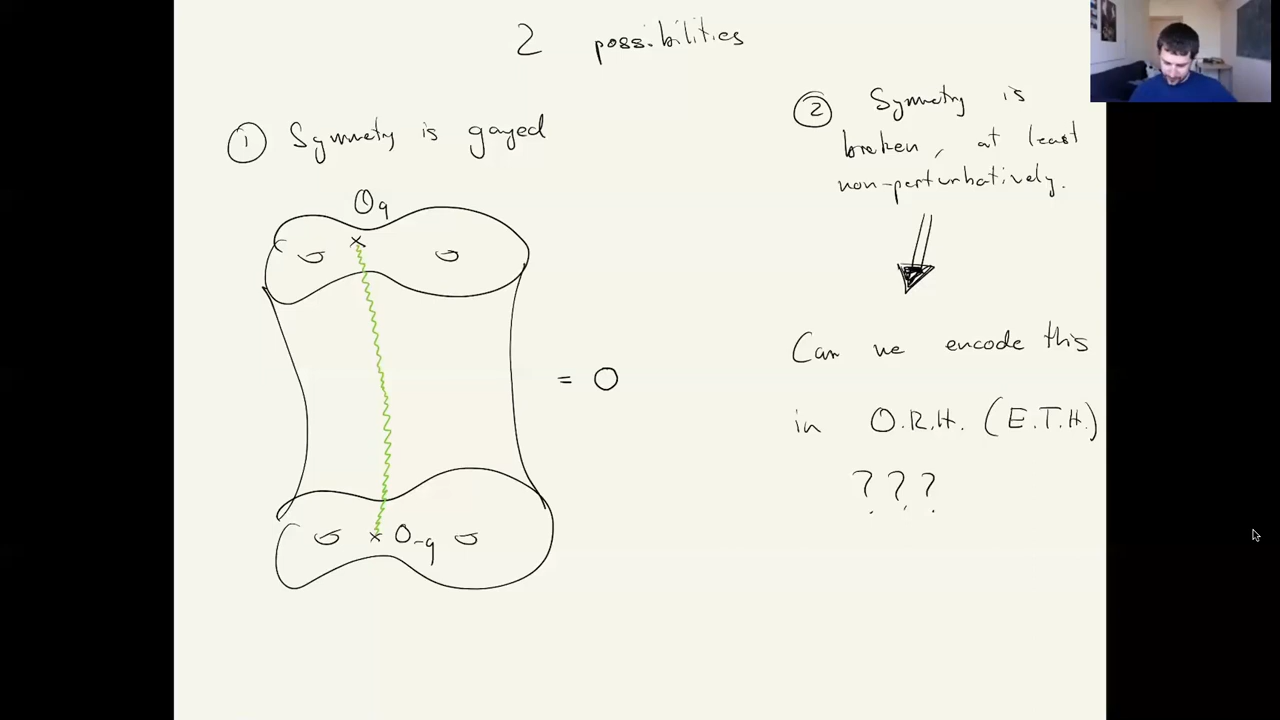 2 possibilities
1 Symmetry is gauged
O_q
= 0
O_-q
2 Symmetry is
broken, at least
non-perturbatively.
Can we encode this
in O.R.H. (E.T.H.)
???